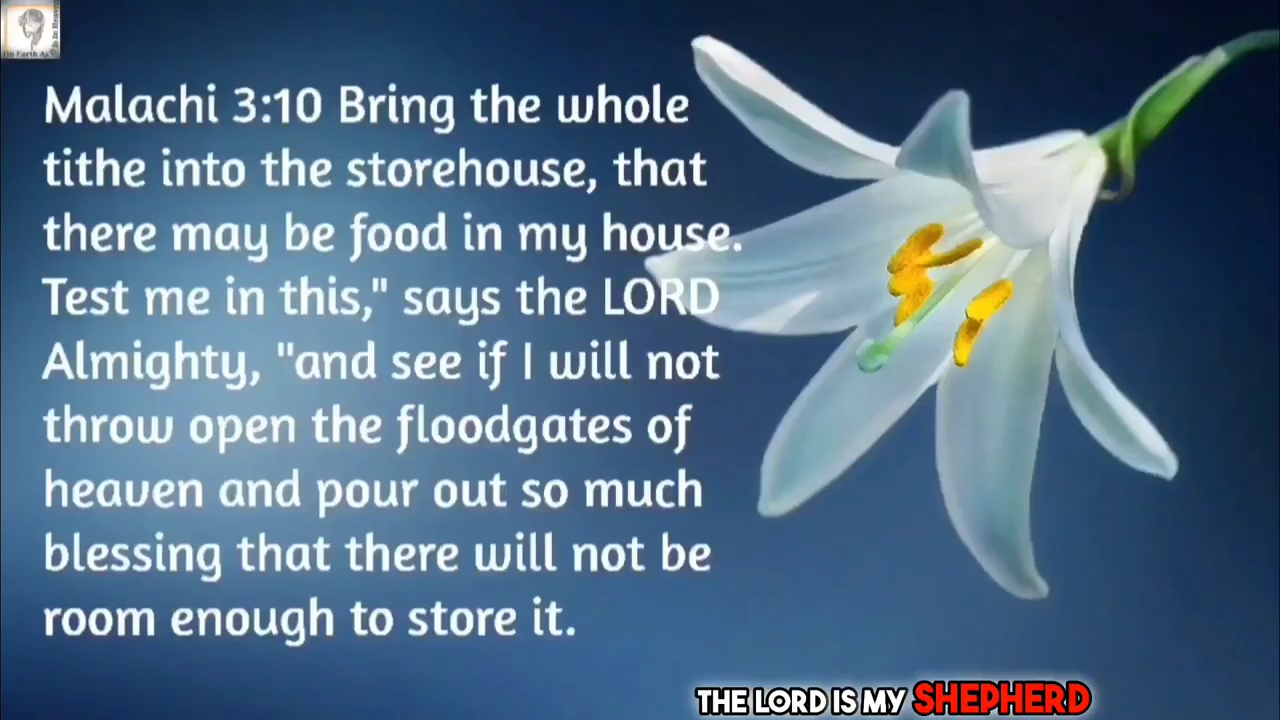 Malachi 3:10 Bring the whole
tithe into the storehouse, that
there may be food in my house.
Test me in this," says the LORD
Almighty, "and see if I will not
throw open the floodgates of
heaven and pour out so much
blessing that there will not be
room enough to store it.
THE LORD IS MY SHEPHERD